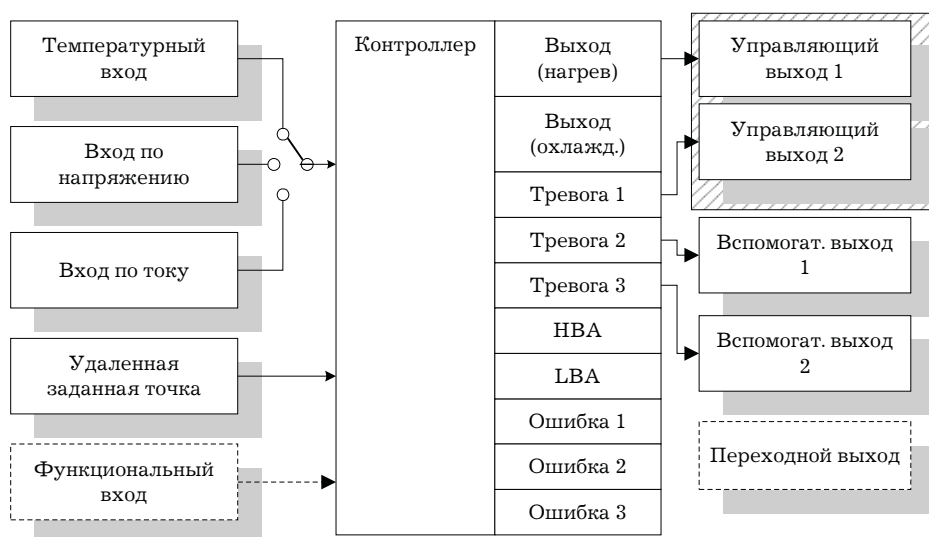 Температурный
вход
Вход по
напряжению
Вход по току
Удаленная
заданная точка
Функциональный
вход
Контроллер
Выход
(нагрев)
Выход
(охлажд.)
Тревога 1
Тревога 2
Тревога 3
HBA
LBA
Ошибка 1
Ошибка 2
Ошибка 3
Управляющий
выход 1
Управляющий
выход 2
Вспомогат. выход
1
Вспомогат. выход
2
Переходной выход